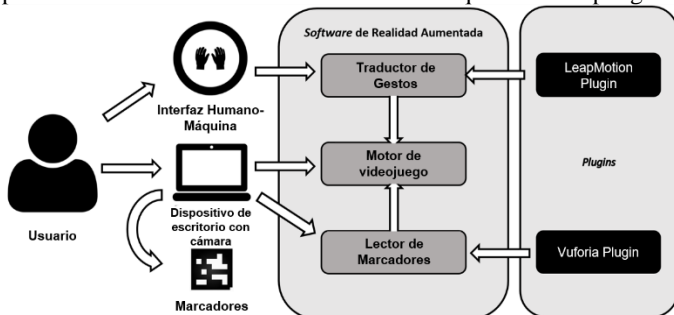 Software de Realidad Aumentada
Traductor de
Gestos
LeapMotion
Plugin
Interfaz Humano-
Máquina
Motor de
videojuego
Plugins
Dispositivo de
escritorio con
cámara
Usuario
Lector de
Marcadores
Vuforia Plugin
Marcadores